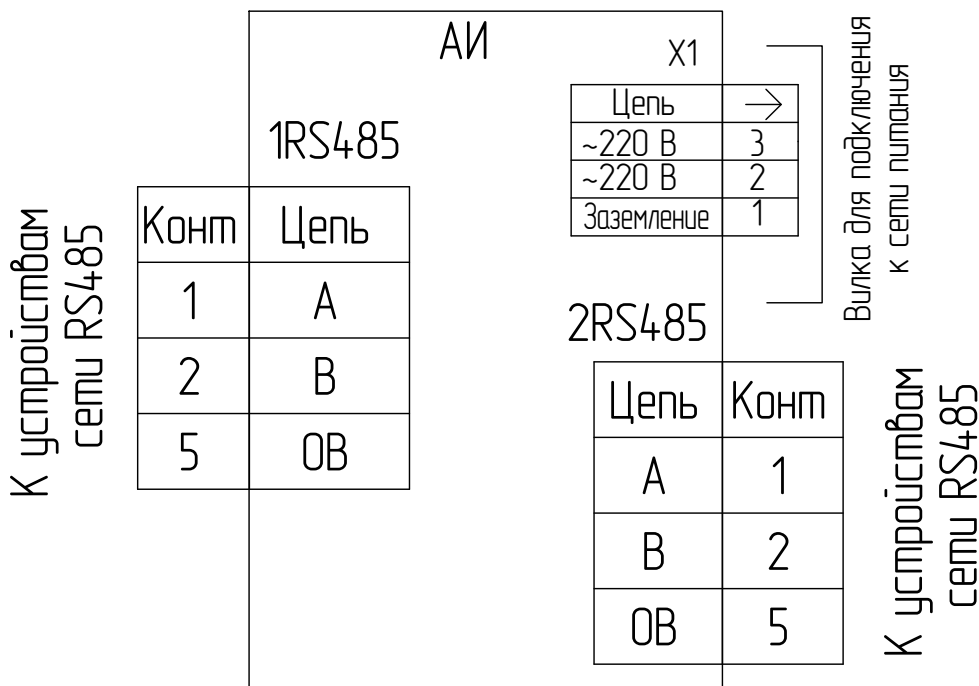 АИ
X1
Цепь →
~220 В 3
~220 В 2
Заземление 1
Вилка для подключения
к сети питания
1RS485
Конт Цепь
1 А
2 В
5 0В
К устройствам
сети RS485
2RS485
Цепь Конт
А 1
В 2
0В 5
К устройствам
сети RS485